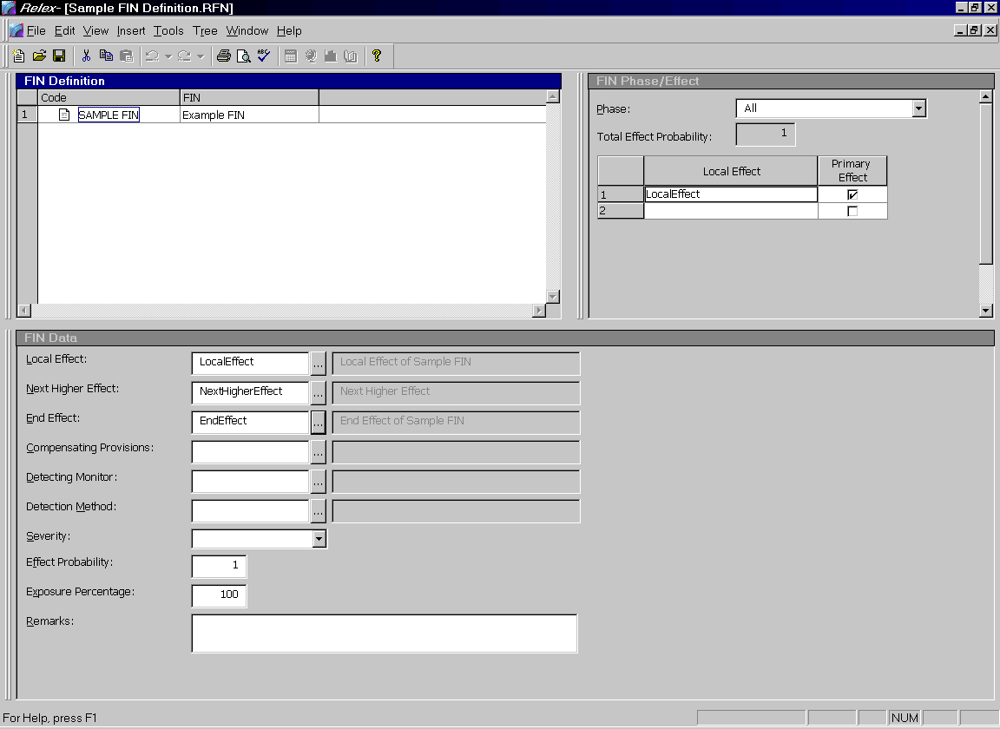 Relex- [Sample FIN Definition.RFN]
File Edit View Insert Tools Tree Window Help
ABC ?
FIN Definition
Code FIN
1 SAMPLE FIN Example FIN
FIN Phase/Effect
Phase: All
Total Effect Probability: 1
Local Effect Primary Effect
1 LocalEffect
2
FIN Data
Local Effect: LocalEffect ... Local Effect of Sample FIN
Next Higher Effect: NextHigherEffect ... Next Higher Effect
End Effect: EndEffect ... End Effect of Sample FIN
Compensating Provisions: ...
Detecting Monitor: ...
Detection Method: ...
Severity:
Effect Probability: 1
Exposure Percentage: 100
Remarks:
For Help, press F1 NUM